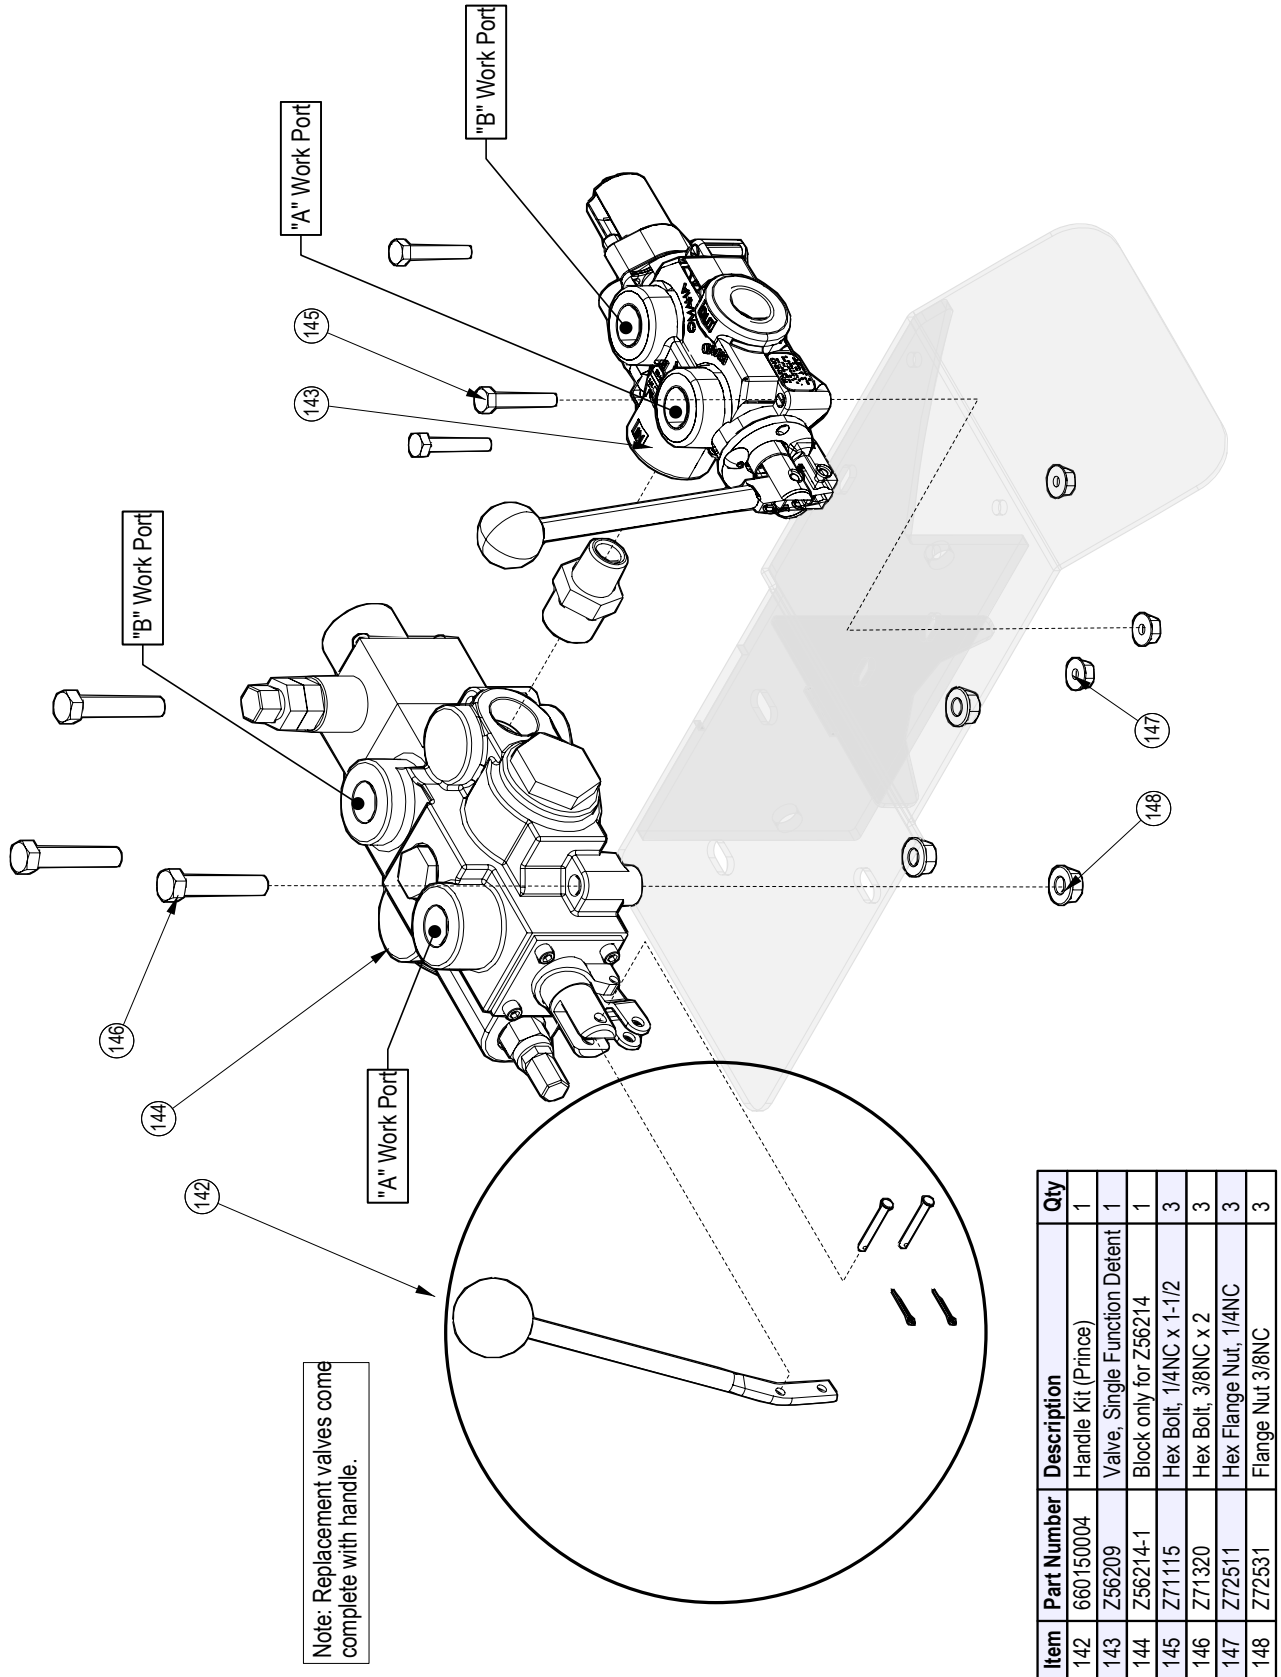 "B" Work Port
"A" Work Port
145
143
"B" Work Port
146
144
"A" Work Port
142
147
148
Note: Replacement valves come
complete with handle.
Item Part Number Description Qty
142 660150004 Handle Kit (Prince) 1
143 Z56209 Valve, Single Function Detent 1
144 Z56214-1 Block only for Z56214 1
145 Z71115 Hex Bolt, 1/4NC x 1-1/2 3
146 Z71320 Hex Bolt, 3/8NC x 2 3
147 Z72511 Hex Flange Nut, 1/4NC 3
148 Z72531 Flange Nut 3/8NC 3